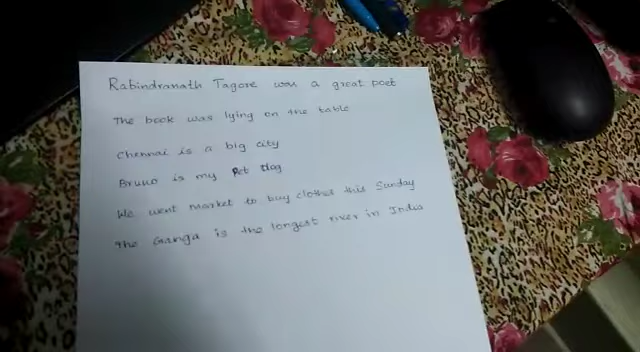 Rabindranath Tagore was a great poet
The book was lying on the table
Chennai is a big city
Bruno is my Pet dog
We went market to buy clothes this Sunday
The Ganga is the longest river in India